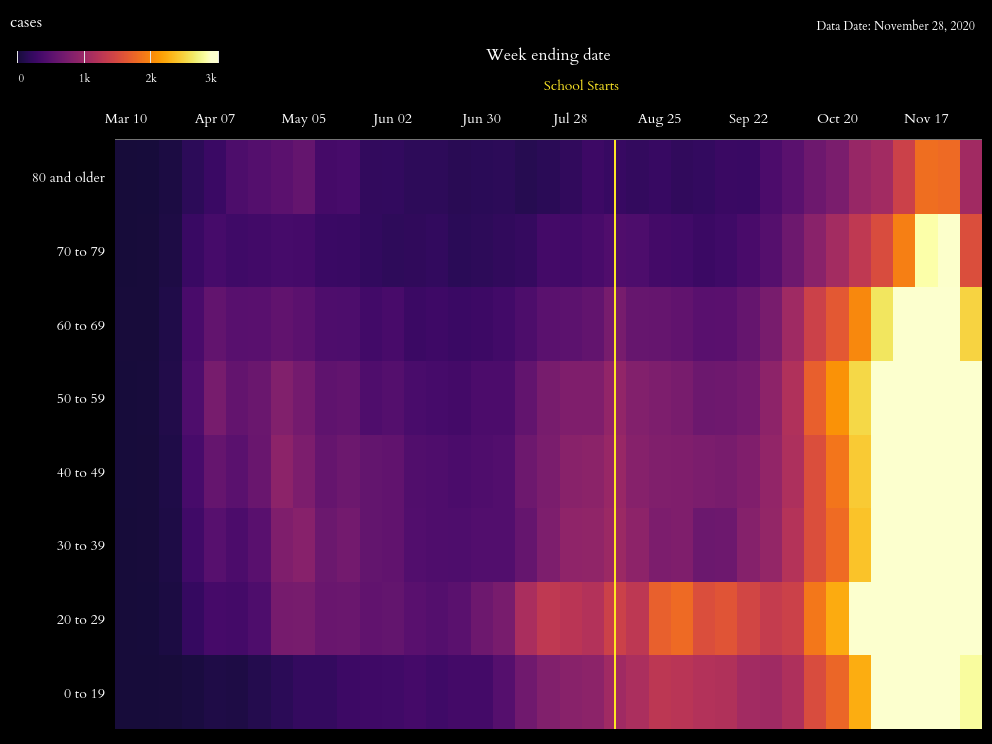 cases
Data Date: November 28, 2020
0 1k 2k 3k
Week ending date
School Starts
Mar 10 Apr 07 May 05 Jun 02 Jun 30 Jul 28 Aug 25 Sep 22 Oct 20 Nov 17
80 and older
70 to 79
60 to 69
50 to 59
40 to 49
30 to 39
20 to 29
0 to 19